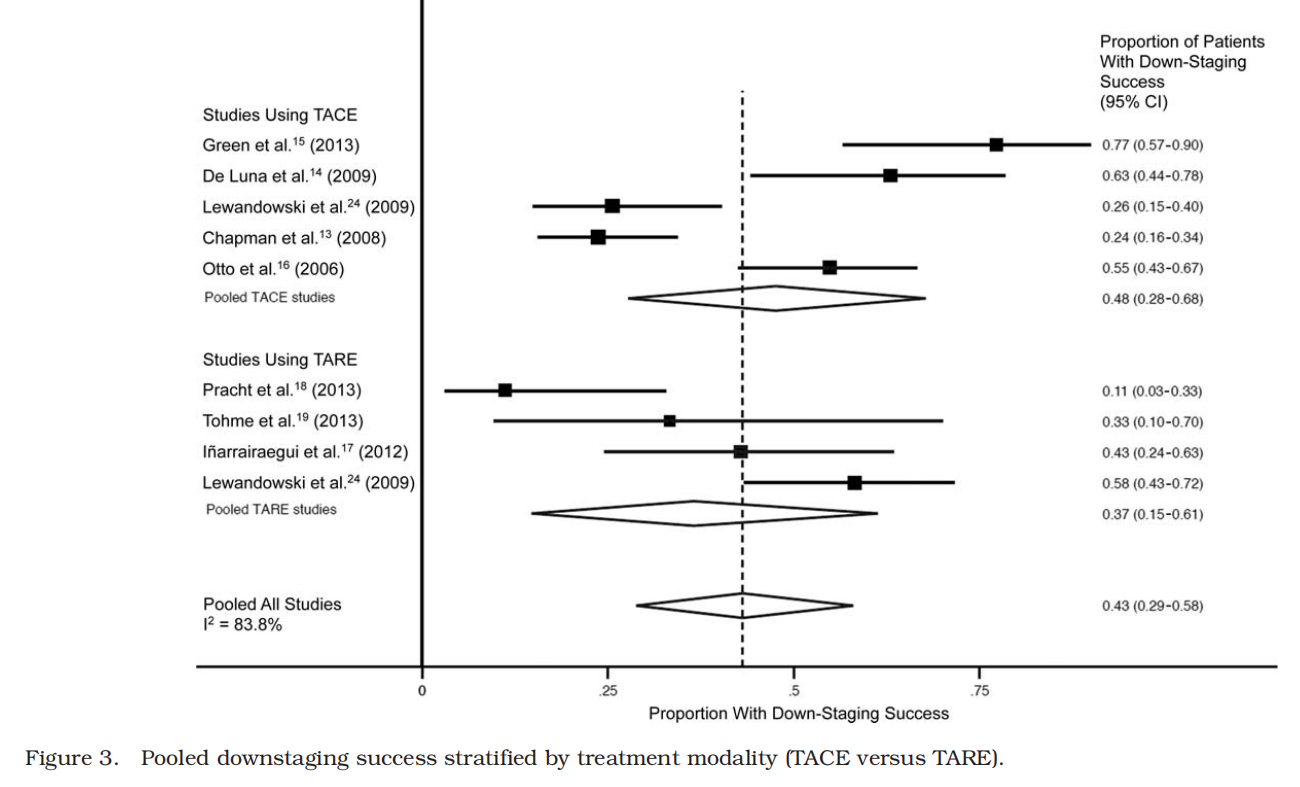 Proportion of Patients
With Down-Staging
Success
(95% CI)
Studies Using TACE
Green et al.¹⁵ (2013) 0.77 (0.57-0.90)
De Luna et al.¹⁴ (2009) 0.63 (0.44-0.78)
Lewandowski et al.²⁴ (2009) 0.26 (0.15-0.40)
Chapman et al.¹³ (2008) 0.24 (0.16-0.34)
Otto et al.¹⁶ (2006) 0.55 (0.43-0.67)
Pooled TACE studies 0.48 (0.28-0.68)
Studies Using TARE
Pracht et al.¹⁸ (2013) 0.11 (0.03-0.33)
Tohme et al.¹⁹ (2013) 0.33 (0.10-0.70)
Iñarrairaegui et al.¹⁷ (2012) 0.43 (0.24-0.63)
Lewandowski et al.²⁴ (2009) 0.58 (0.43-0.72)
Pooled TARE studies 0.37 (0.15-0.61)
Pooled All Studies 0.43 (0.29-0.58)
I² = 83.8%
0 .25 .5 .75
Proportion With Down-Staging Success
Figure 3. Pooled downstaging success stratified by treatment modality (TACE versus TARE).